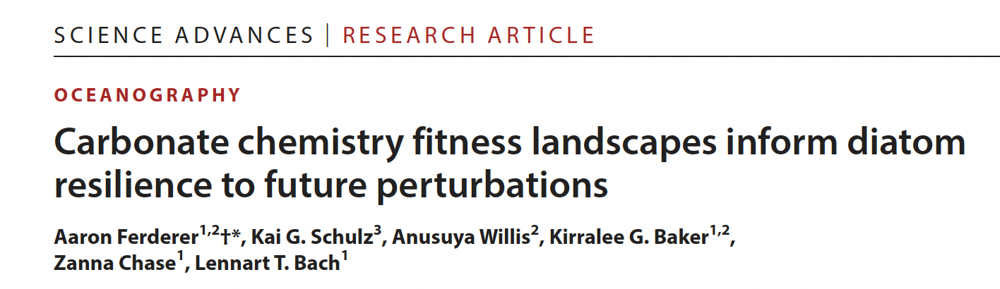 SCIENCE ADVANCES | RESEARCH ARTICLE
OCEANOGRAPHY
Carbonate chemistry fitness landscapes inform diatom
resilience to future perturbations
Aaron Ferderer1,2†*, Kai G. Schulz3, Anusuya Willis2, Kirralee G. Baker1,2,
Zanna Chase1, Lennart T. Bach1